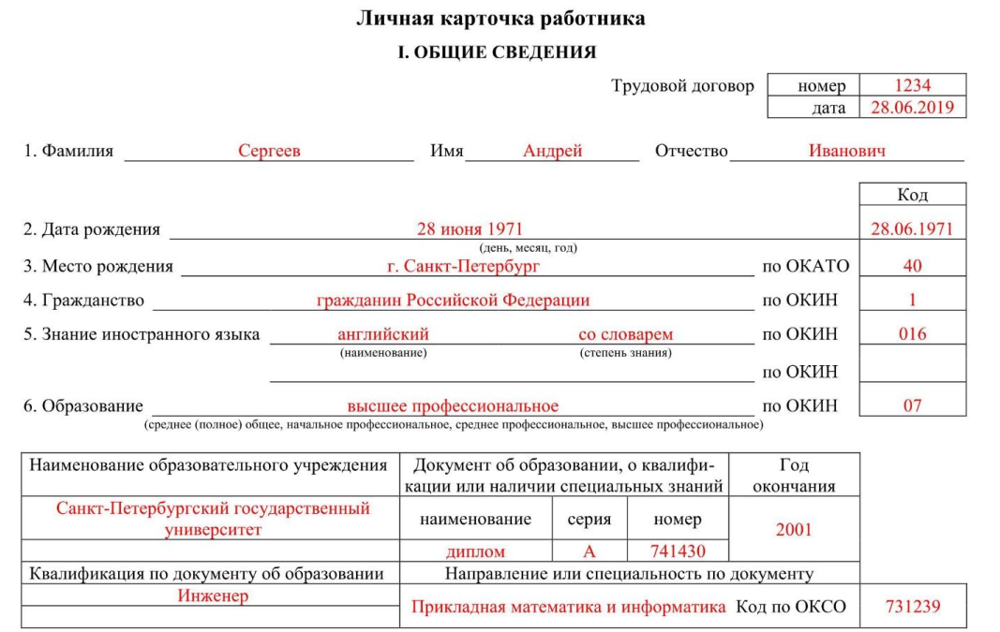 Личная карточка работника
I. ОБЩИЕ СВЕДЕНИЯ
Трудовой договор номер 1234
дата 28.06.2019
1. Фамилия Сергеев Имя Андрей Отчество Иванович
Код
2. Дата рождения 28 июня 1971 28.06.1971
(день, месяц, год)
3. Место рождения г. Санкт-Петербург по ОКАТО 40
4. Гражданство гражданин Российской Федерации по ОКИН 1
5. Знание иностранного языка английский со словарем по ОКИН 016
(наименование) (степень знания)
по ОКИН
6. Образование высшее профессиональное по ОКИН 07
(среднее (полное) общее, начальное профессиональное, среднее профессиональное, высшее профессиональное)
Наименование образовательного учреждения Документ об образовании, о квалифи- Год
кации или наличии специальных знаний окончания
Санкт-Петербургский государственный
университет наименование серия номер 2001
диплом А 741430
Квалификация по документу об образовании Направление или специальность по документу
Инженер
Прикладная математика и информатика Код по ОКСО 731239